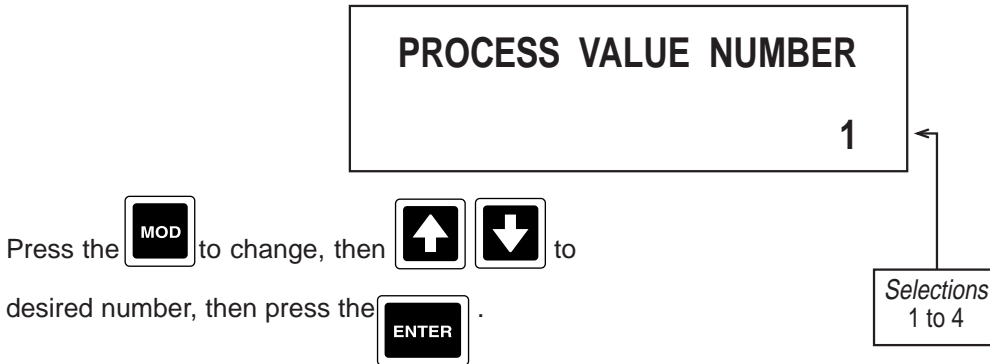 PROCESS VALUE NUMBER
1
Press the MOD to change, then to
desired number, then press the ENTER .
Selections
1 to 4